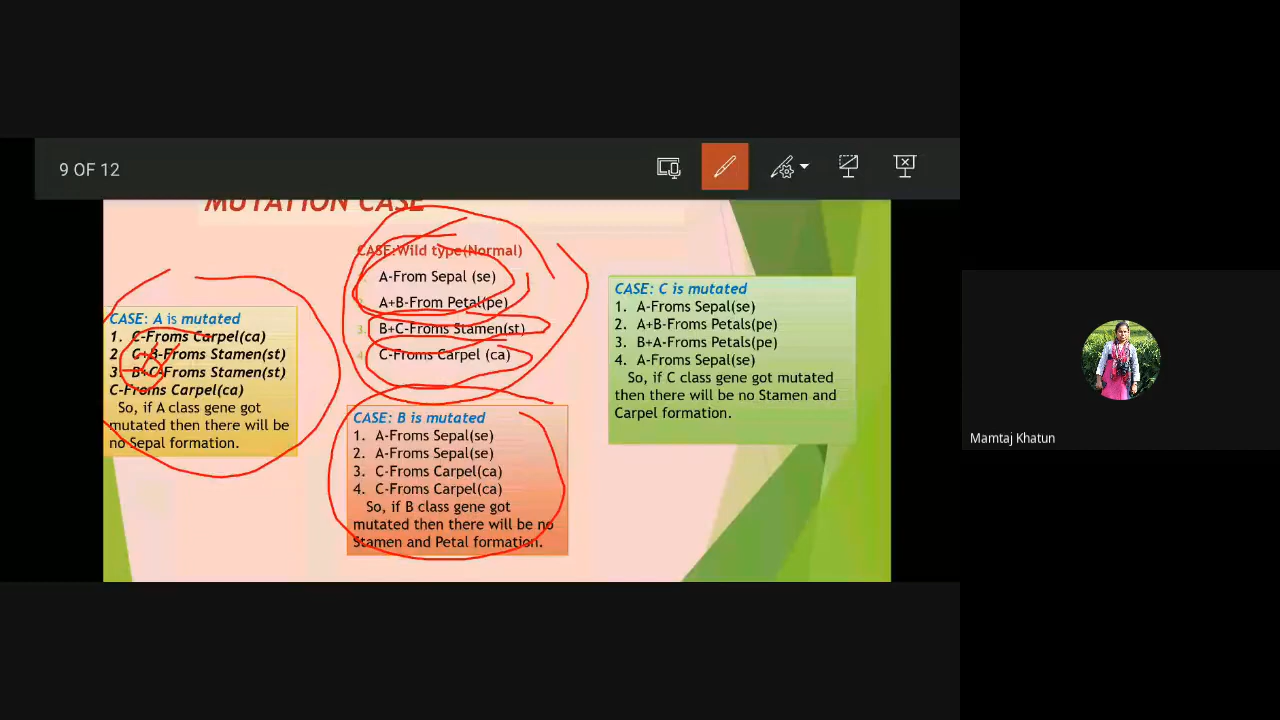 9 OF 12
MUTATION CASE
CASE:Wild type(Normal)
A-From Sepal (se)
A+B-From Petal(pe)
3. B+C-Froms Stamen(st)
4. C-Froms Carpel (ca)
CASE: A is mutated
1. C-Froms Carpel(ca)
2 C+B-Froms Stamen(st)
3. B+C-Froms Stamen(st)
C-Froms Carpel(ca)
So, if A class gene got
mutated then there will be
no Sepal formation.
CASE: B is mutated
1. A-Froms Sepal(se)
2. A-Froms Sepal(se)
3. C-Froms Carpel(ca)
4. C-Froms Carpel(ca)
So, if B class gene got
mutated then there will be no
Stamen and Petal formation.
CASE: C is mutated
1. A-Froms Sepal(se)
2. A+B-Froms Petals(pe)
3. B+A-Froms Petals(pe)
4. A-Froms Sepal(se)
So, if C class gene got mutated
then there will be no Stamen and
Carpel formation.
Mamtaj Khatun